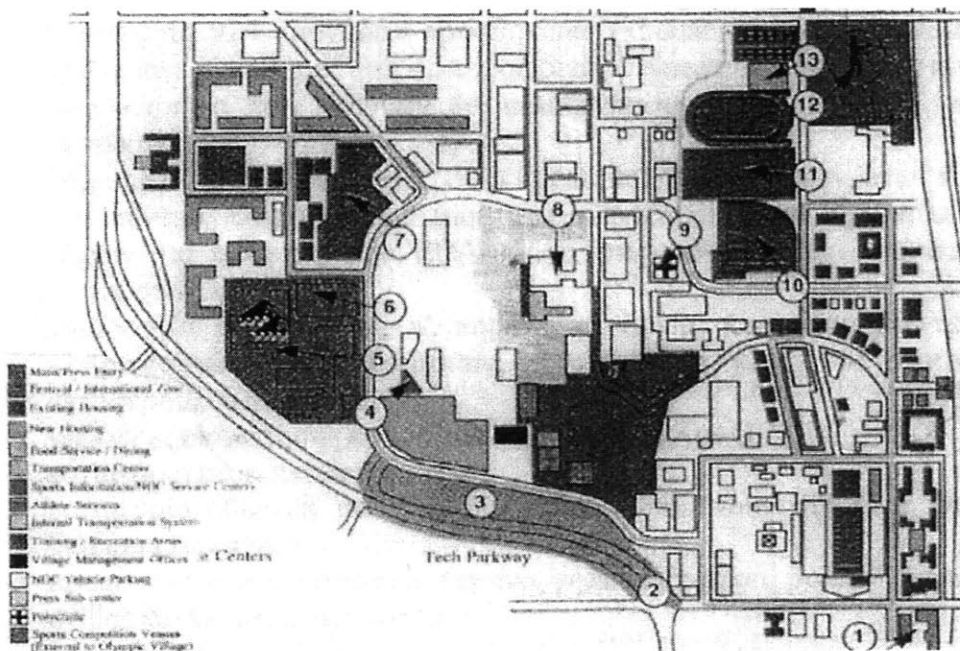 13
12
11
8
9
7
10
6
5
4
3
2
1
Main/Press Entry
Festival / International Zone
Existing Housing
New Housing
Food Service / Dining
Transportation Center
Sports Information/NOC Service Centers
Athlete Services
Internal Transportation System
Training / Recreation Areas
Village Management Offices
e Centers
Tech Parkway
NOC Vehicle Parking
Press Sub center
Polyclinic
Sports Competition Venues
(External to Olympic Village)